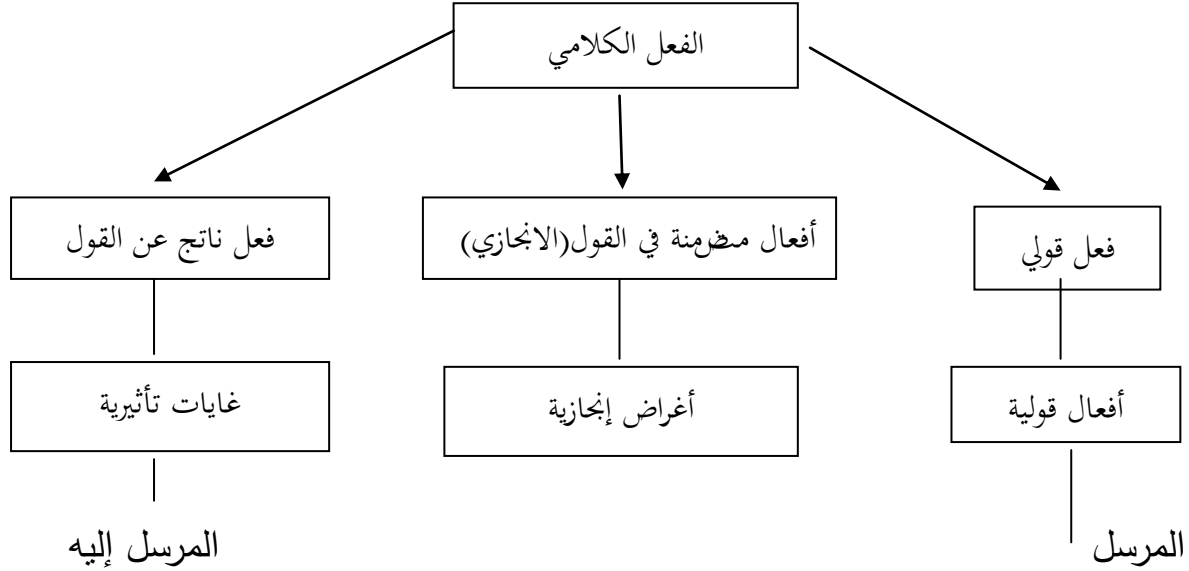 الفعل الكلامي
فعل قولي
أفعال مضمنة في القول(الانجازي)
فعل ناتج عن القول
أفعال قولية
أغراض إنجازية
غايات تأثيرية
المرسل
المرسل إليه